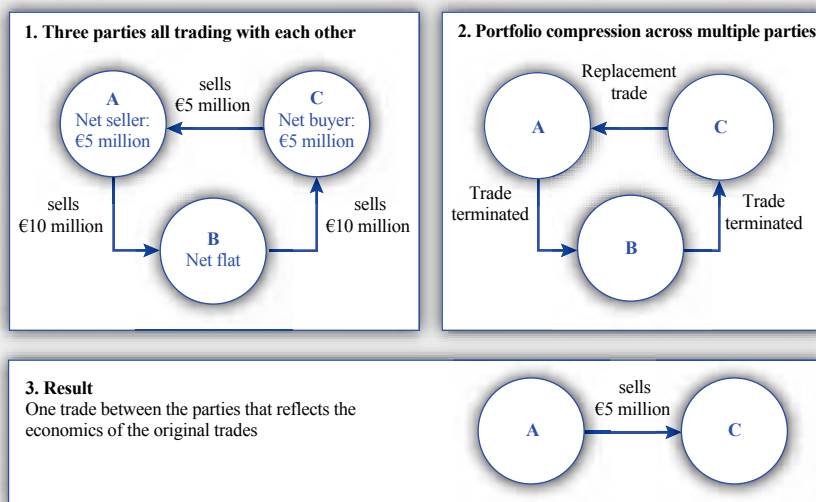 1. Three parties all trading with each other
sells
€5 million
A
Net seller:
€5 million
C
Net buyer:
€5 million
sells
€10 million
sells
€10 million
B
Net flat
2. Portfolio compression across multiple parties
Replacement
trade
A
C
Trade
terminated
Trade
terminated
B
3. Result
One trade between the parties that reflects the
economics of the original trades
sells
€5 million
A
C